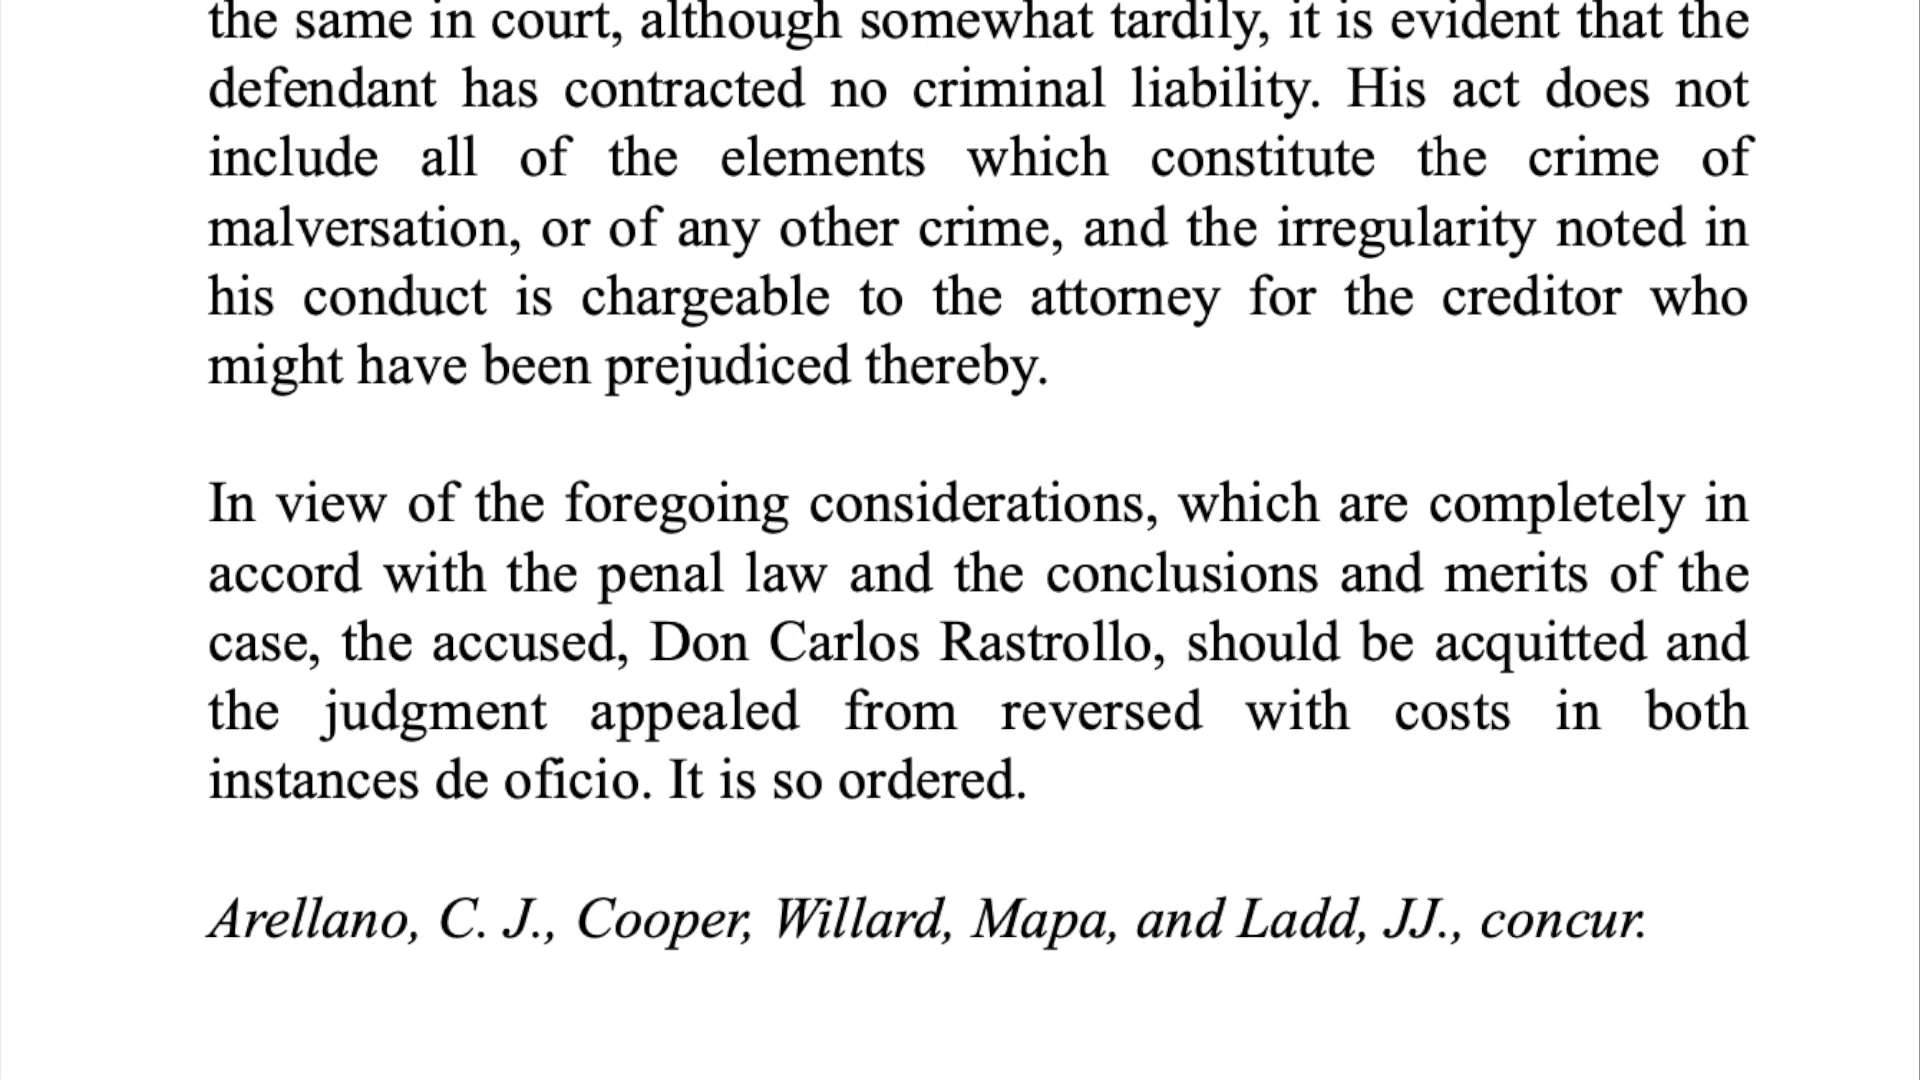 the same in court, although somewhat tardily, it is evident that the
defendant has contracted no criminal liability. His act does not
include all of the elements which constitute the crime of
malversation, or of any other crime, and the irregularity noted in
his conduct is chargeable to the attorney for the creditor who
might have been prejudiced thereby.
In view of the foregoing considerations, which are completely in
accord with the penal law and the conclusions and merits of the
case, the accused, Don Carlos Rastrollo, should be acquitted and
the judgment appealed from reversed with costs in both
instances de oficio. It is so ordered.
Arellano, C. J., Cooper, Willard, Mapa, and Ladd, JJ., concur.